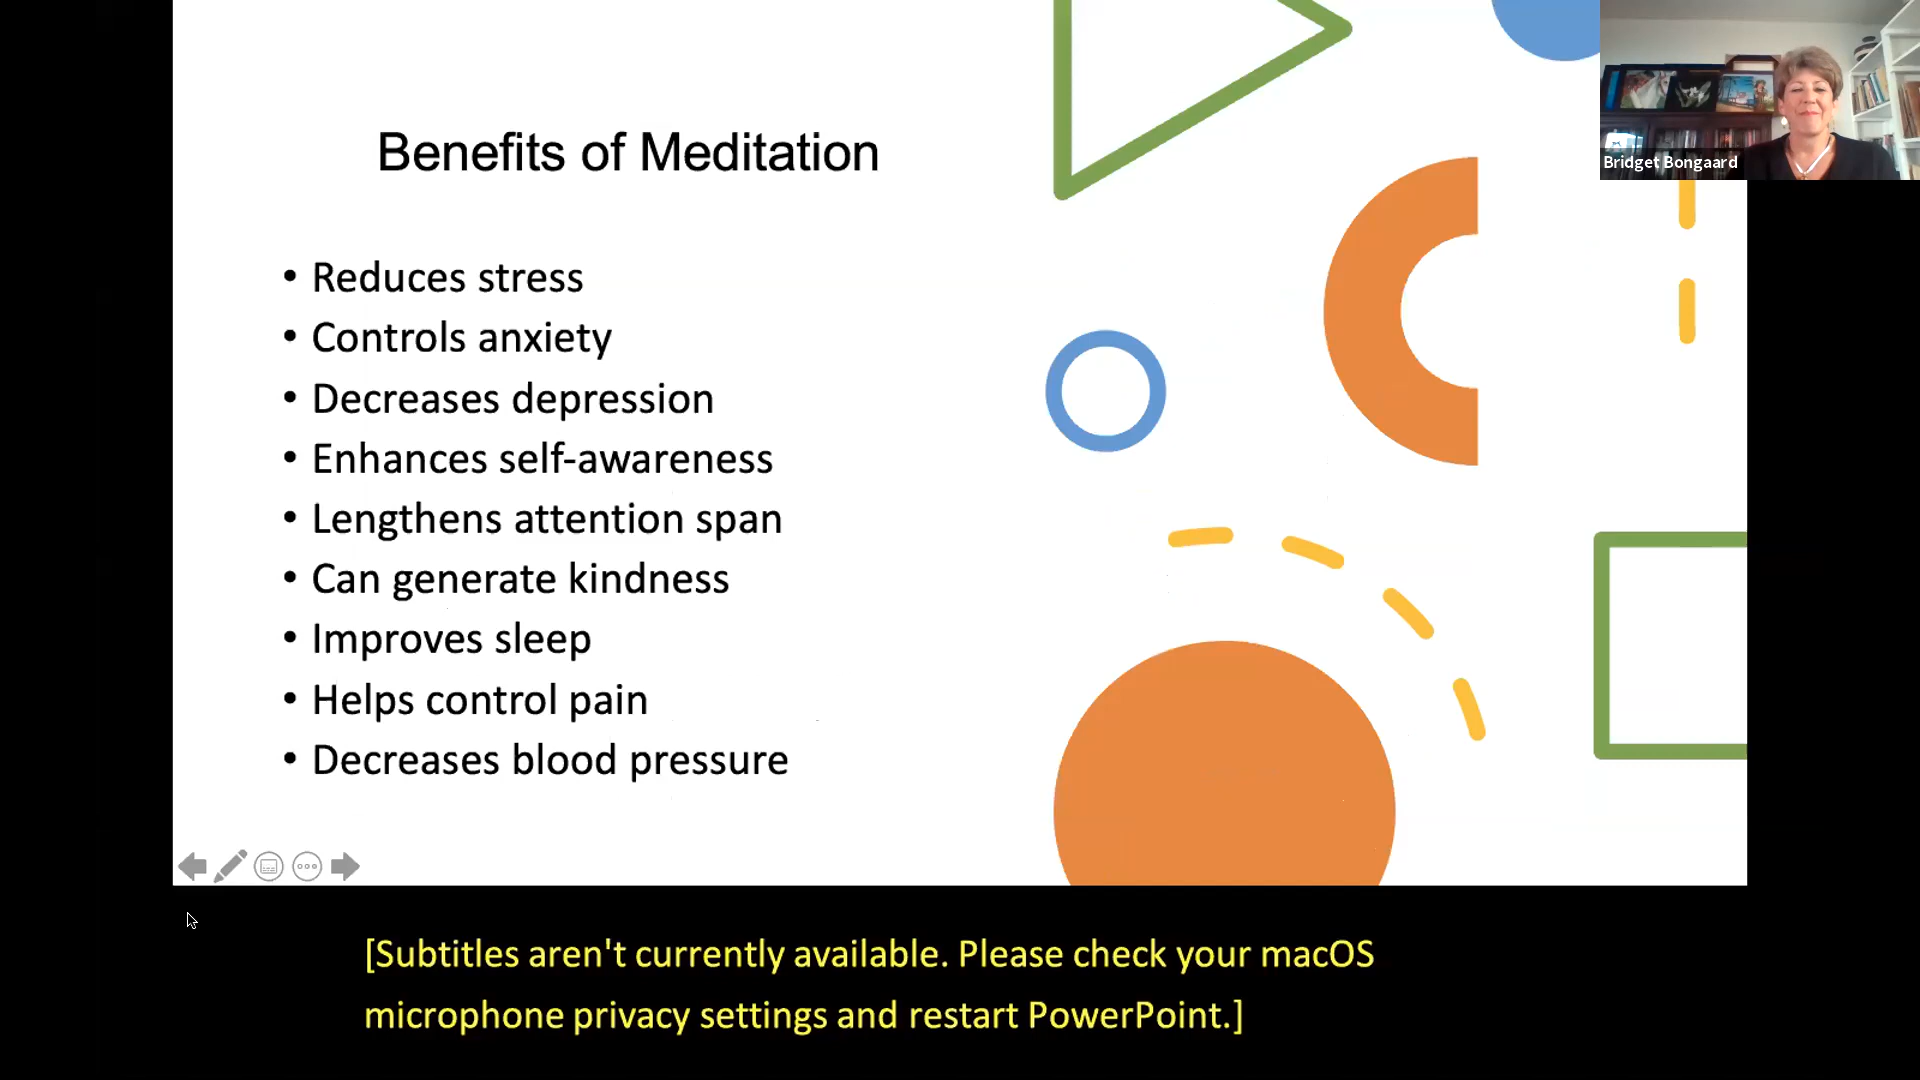 Benefits of Meditation
• Reduces stress
• Controls anxiety
• Decreases depression
• Enhances self-awareness
• Lengthens attention span
• Can generate kindness
• Improves sleep
• Helps control pain
• Decreases blood pressure
Bridget Bongaard
[Subtitles aren't currently available. Please check your macOS
microphone privacy settings and restart PowerPoint.]